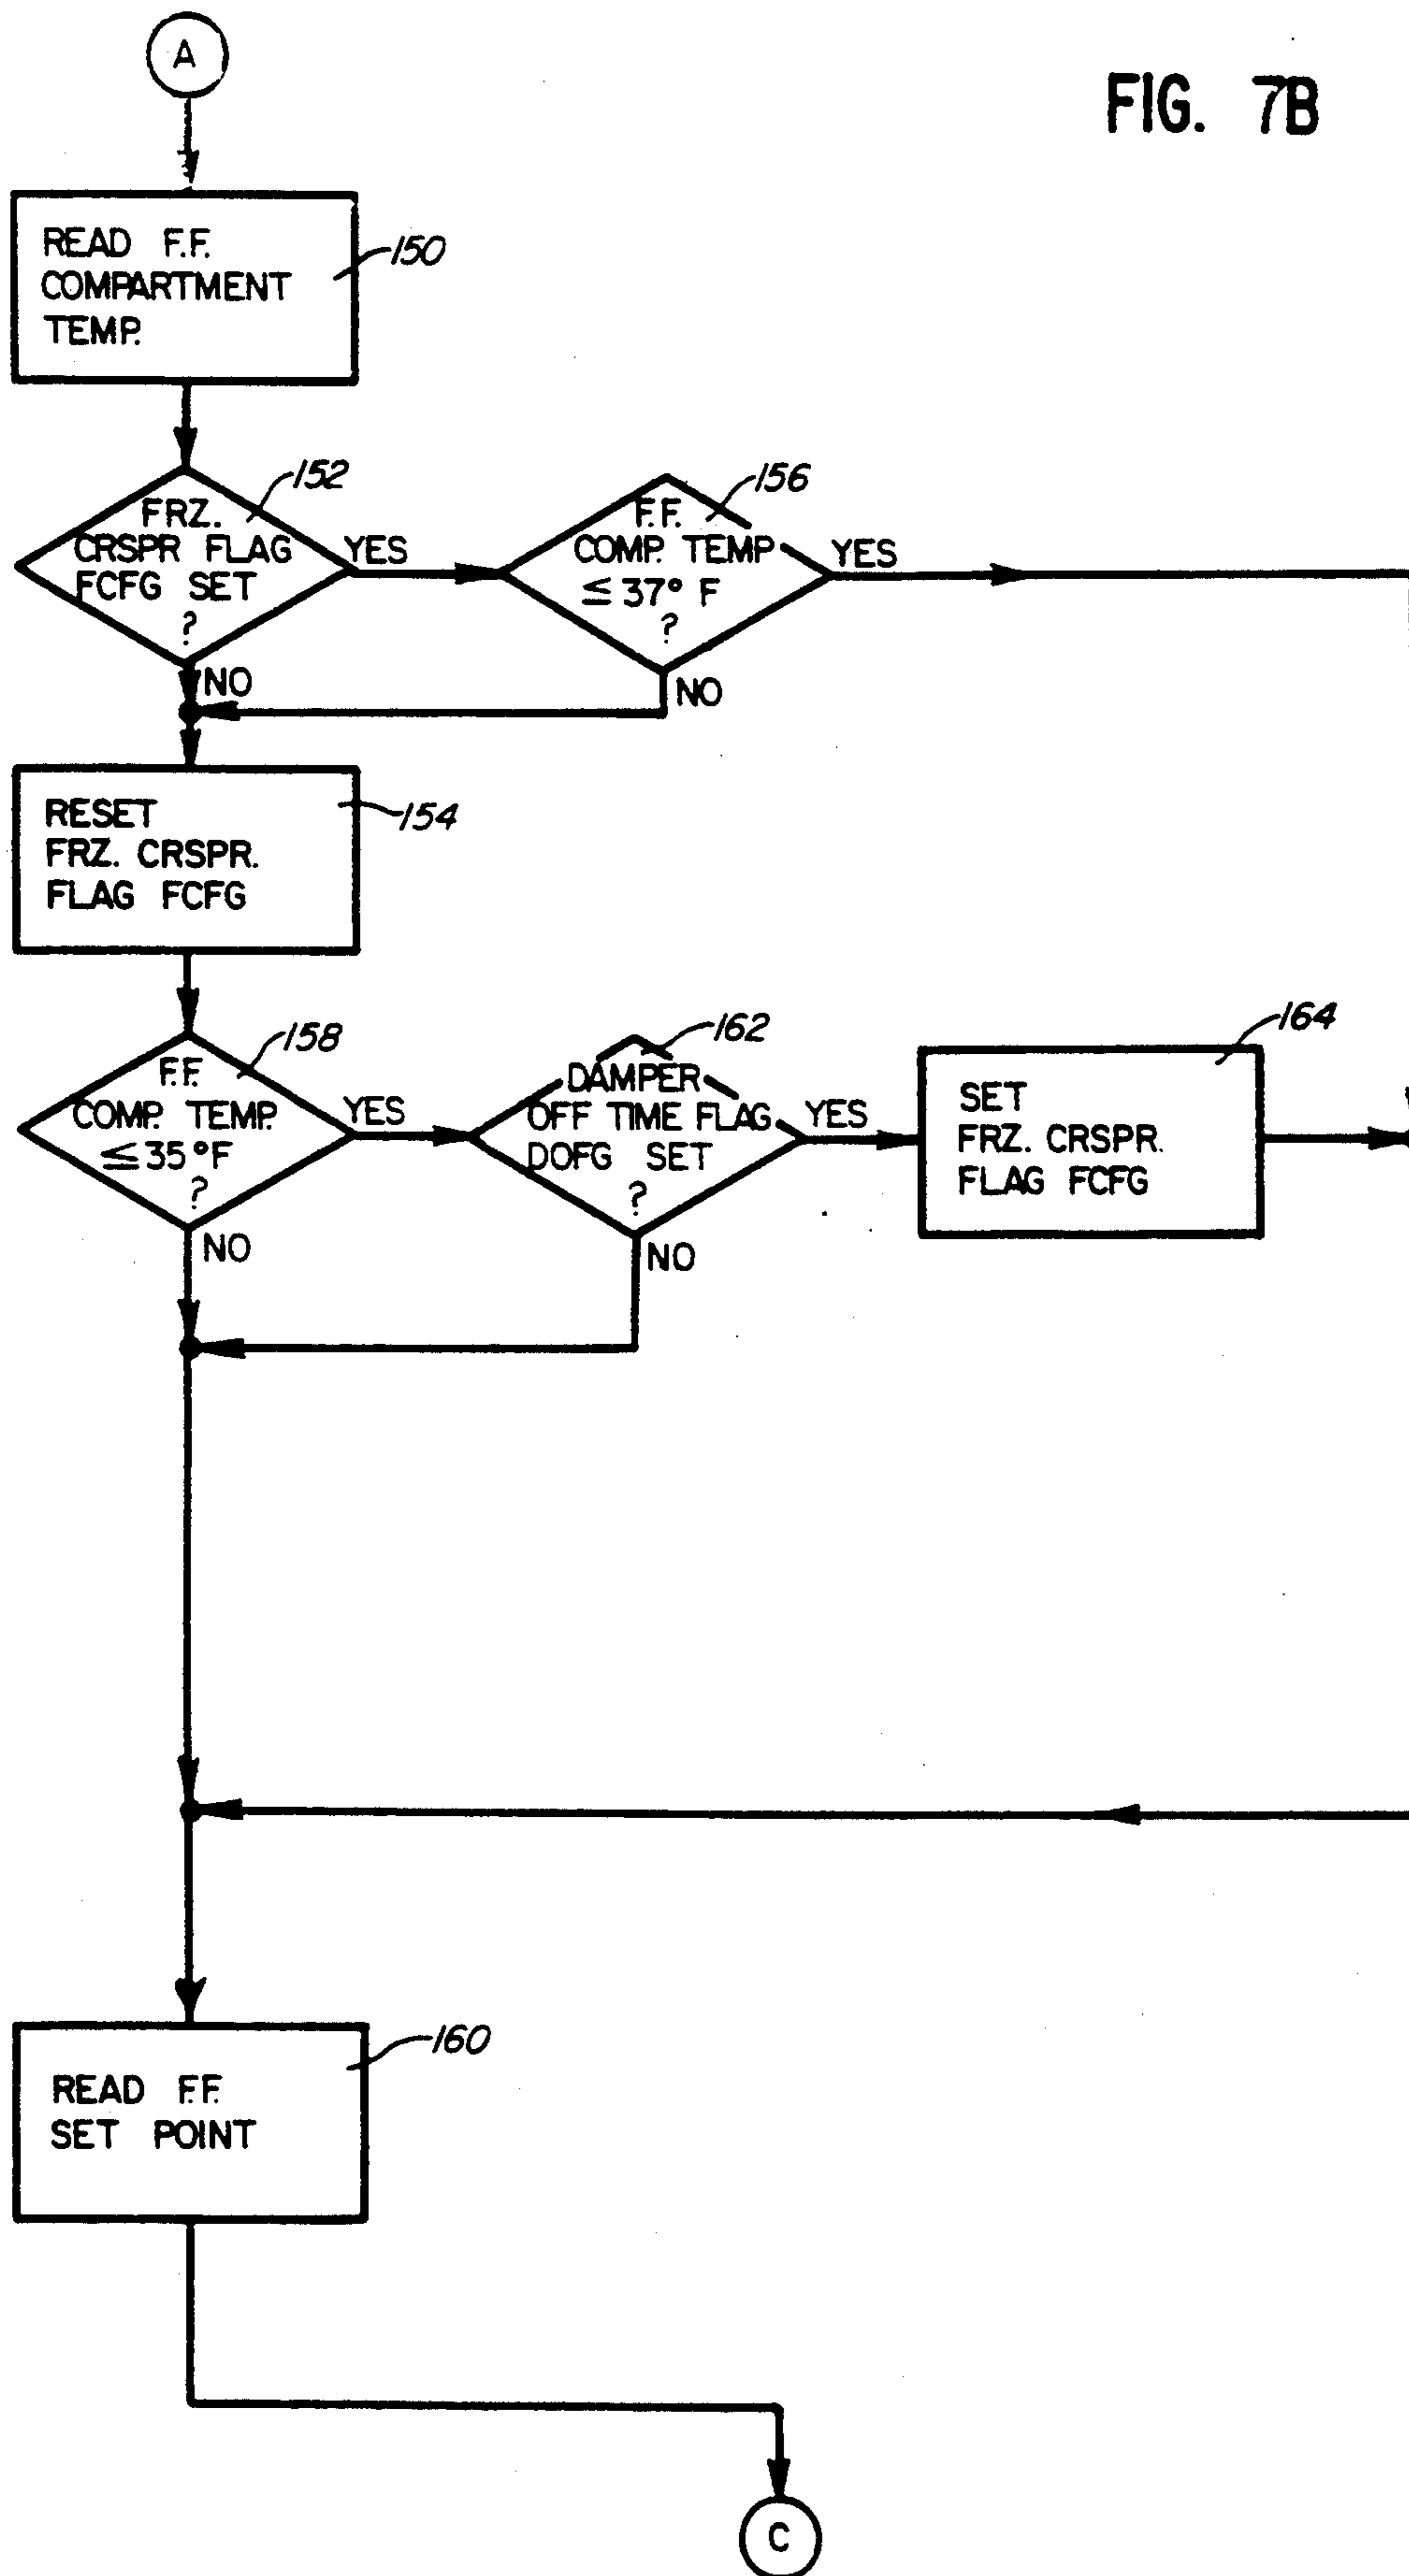 A
FIG. 7B
READ F.F.
COMPARTMENT
TEMP.
150
FRZ.
CRSPR FLAG
FCFG SET
?
152
YES
NO
F.F.
COMP. TEMP
≤ 37° F
?
156
YES
NO
RESET
FRZ. CRSPR.
FLAG FCFG
154
F.F.
COMP. TEMP.
≤ 35°F
?
158
YES
NO
DAMPER
OFF TIME FLAG
DOFG SET
?
162
YES
NO
SET
FRZ. CRSPR.
FLAG FCFG
164
READ F.F.
SET POINT
160
C